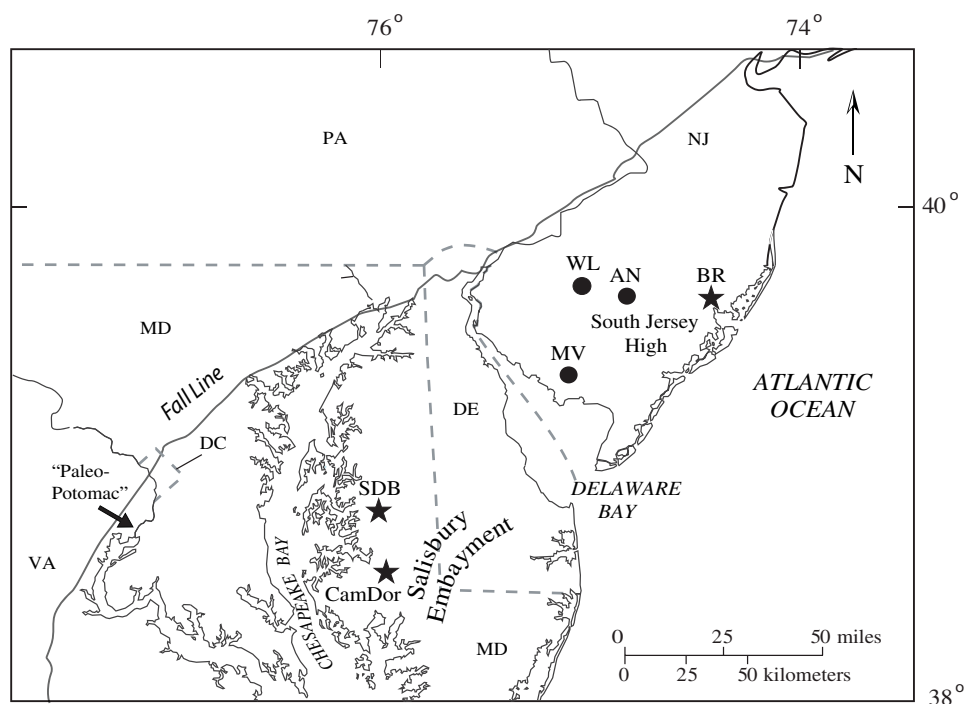 76°
74°
PA
NJ
N
40°
WL
AN
BR
South Jersey
High
MV
MD
Fall Line
DE
ATLANTIC
OCEAN
DC
“Paleo-
Potomac”
SDB
DELAWARE
BAY
VA
CHESAPEAKE BAY
CamDor
Salisbury
Embayment
MD
0 25 50 miles
0 25 50 kilometers
38°